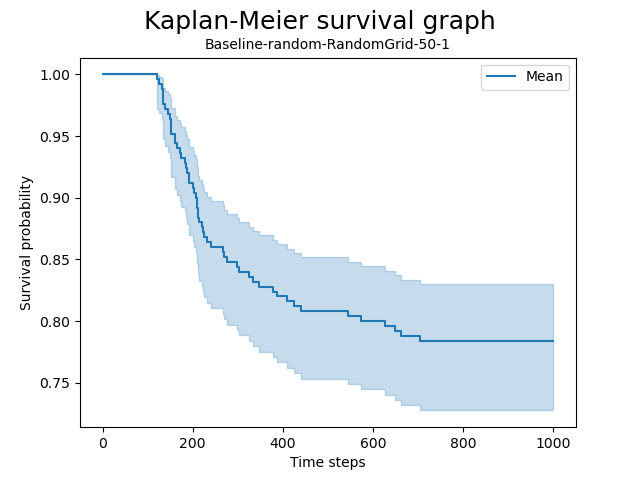 Kaplan-Meier survival graph
Baseline-random-RandomGrid-50-1
Mean
Survival probability
1.00
0.95
0.90
0.85
0.80
0.75
0 200 400 600 800 1000
Time steps